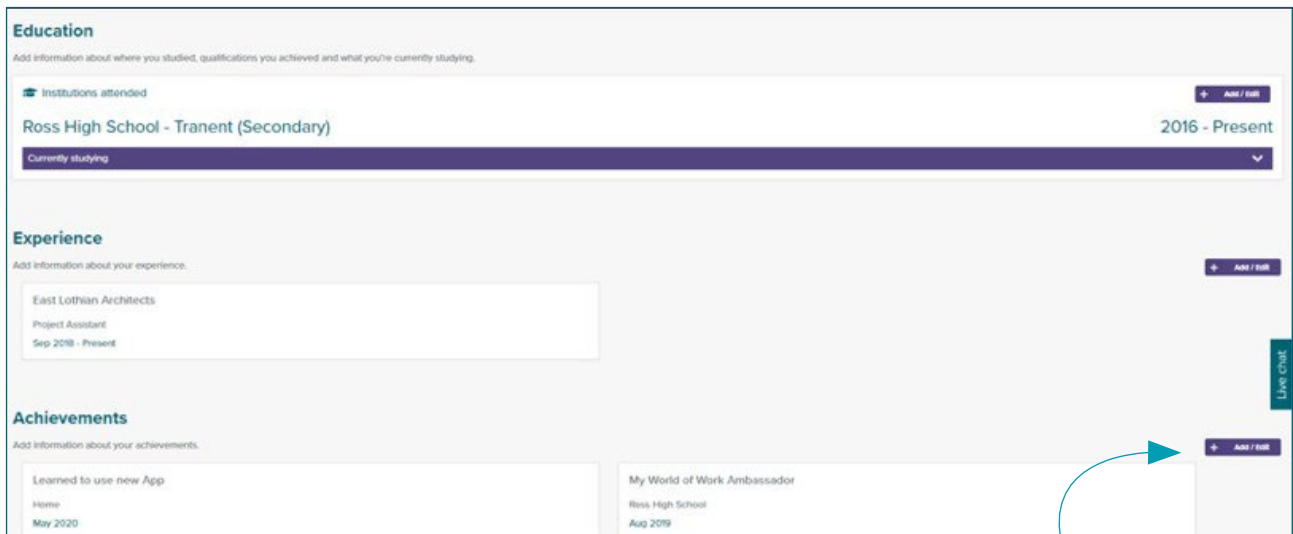 Education
Add information about where you studied, qualifications you achieved and what you're currently studying.
Institutions attended
+ Add / Edit
Ross High School - Tranent (Secondary)
2016 - Present
Currently studying
Experience
Add information about your experience.
+ Add / Edit
East Lothian Architects
Project Assistant
Sep 2018 - Present
Live chat
Achievements
Add information about your achievements.
+ Add / Edit
Learned to use new App
My World of Work Ambassador
Home
Ross High School
May 2020
Aug 2019